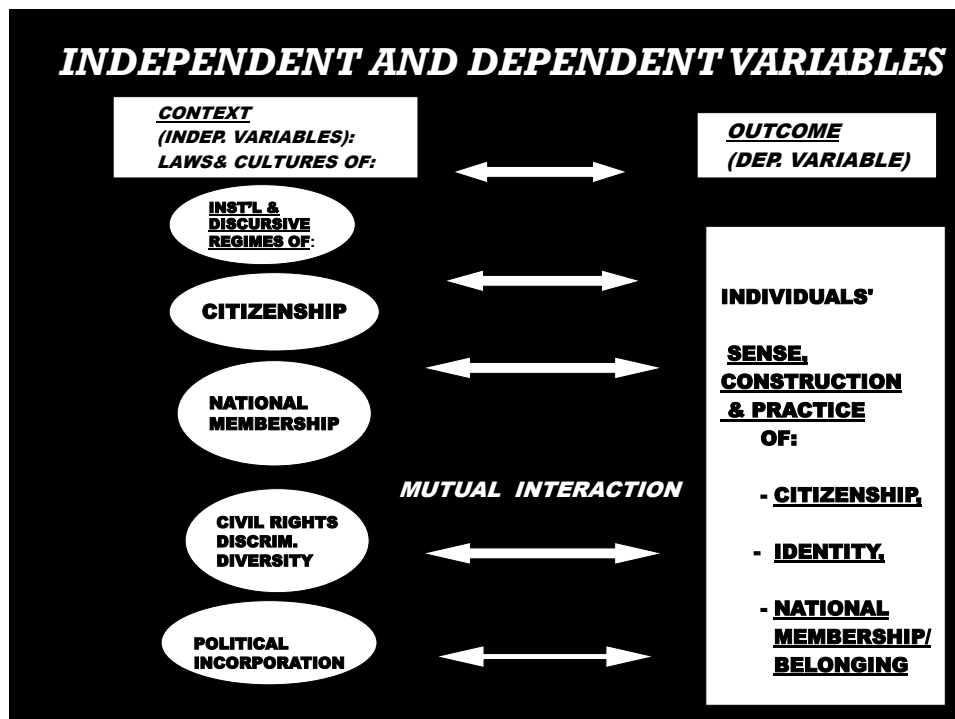 INDEPENDENT AND DEPENDENT VARIABLES
CONTEXT
(INDEP. VARIABLES):
LAWS& CULTURES OF:
OUTCOME
(DEP. VARIABLE)
INST'L &
DISCURSIVE
REGIMES OF:
CITIZENSHIP
NATIONAL
MEMBERSHIP
MUTUAL INTERACTION
CIVIL RIGHTS
DISCRIM.
DIVERSITY
POLITICAL
INCORPORATION
INDIVIDUALS'
SENSE,
CONSTRUCTION
& PRACTICE
OF:
- CITIZENSHIP,
- IDENTITY,
- NATIONAL
MEMBERSHIP/
BELONGING